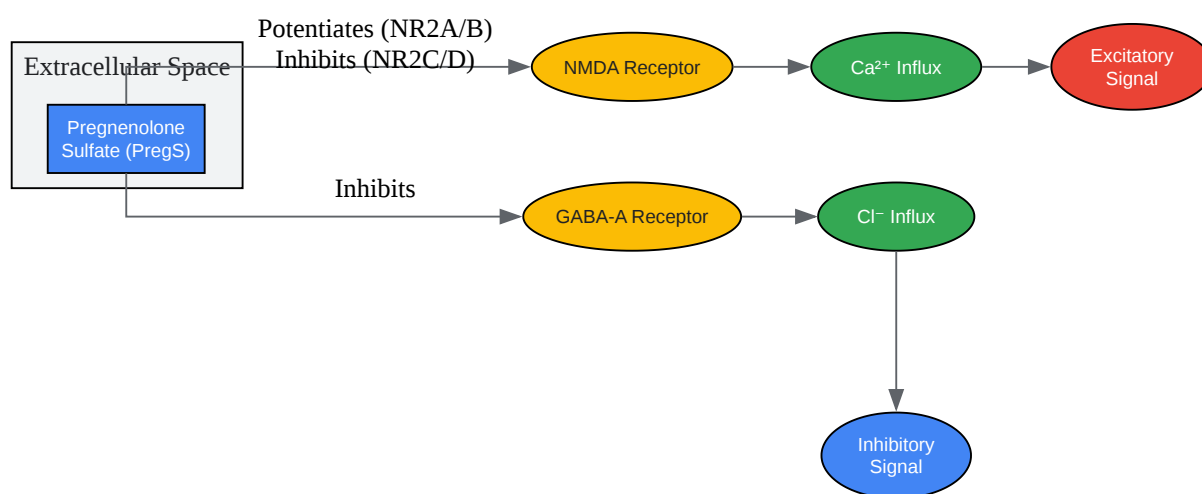 Potentiates (NR2A/B)
Inhibits (NR2C/D)
Extracellular Space
NMDA Receptor
Ca²⁺ Influx
Excitatory
Signal
Pregnenolone
Sulfate (PregS)
Inhibits
GABA-A Receptor
Cl⁻ Influx
Inhibitory
Signal